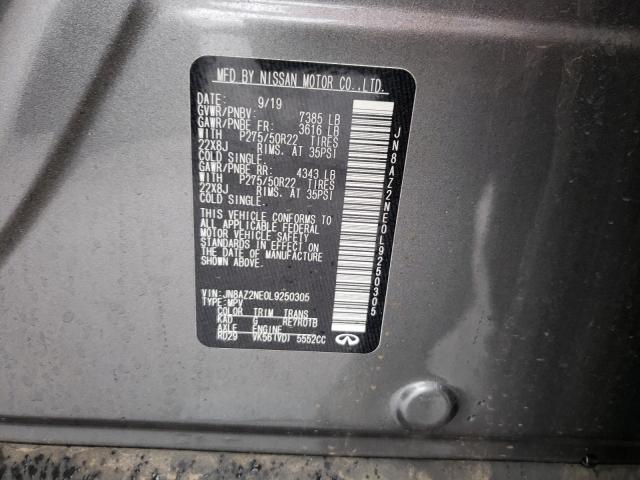 MFD BY NISSAN MOTOR CO.,LTD.
DATE: 9/19
GVWR/PNBV: 7385 LB
GAWR/PNBE FR: 3616 LB
WITH P275/50R22 TIRES
22X8J RIMS. AT 35PSI
COLD SINGLE.
GAWR/PNBE RR: 4343 LB
WITH P275/50R22 TIRES
22X8J RIMS. AT 35PSI
COLD SINGLE.
THIS VEHICLE CONFORMS TO
ALL APPLICABLE FEDERAL
MOTOR VEHICLE SAFETY
STANDARDS IN EFFECT ON
THE DATE OF MANUFACTURE
SHOWN ABOVE.
VIN: JN8AZ2NE0L9250305
TYPE: MPV
COLOR TRIM TRANS
KAD G RE7R01B
AXLE ENGINE
RD29 VK56(VD) 5552CC
JN8AZ2NE0L9250305